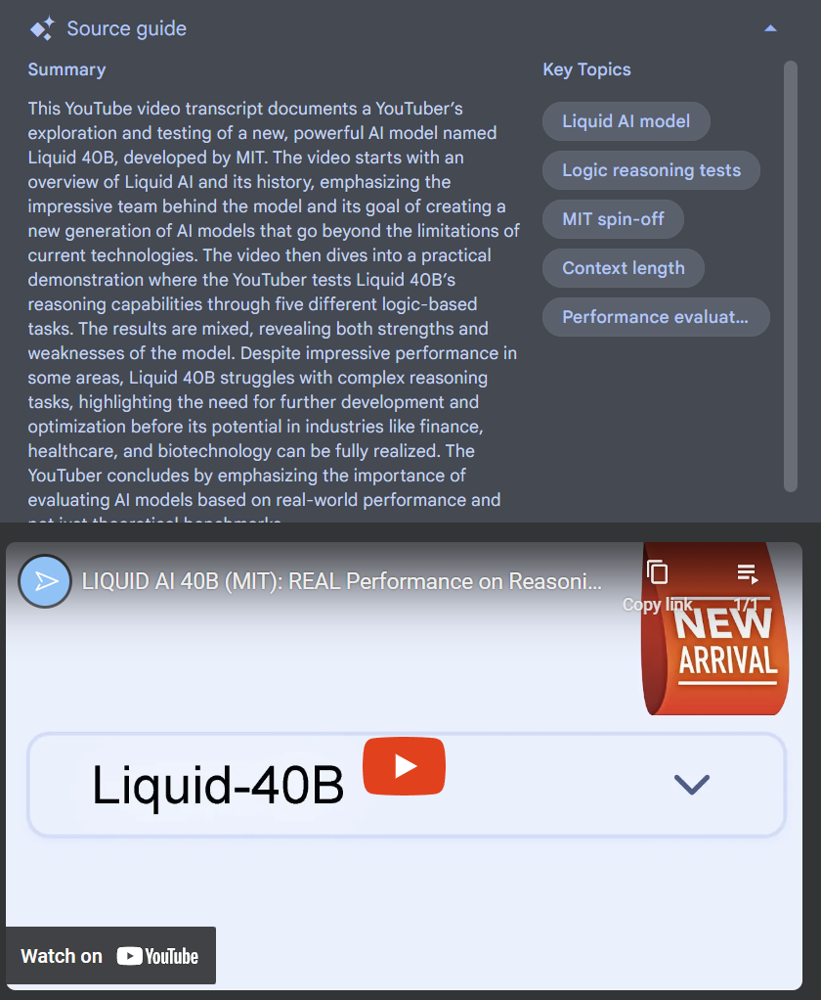 Source guide
Summary
This YouTube video transcript documents a YouTuber's
exploration and testing of a new, powerful AI model named
Liquid 40B, developed by MIT. The video starts with an
overview of Liquid AI and its history, emphasizing the
impressive team behind the model and its goal of creating a
new generation of AI models that go beyond the limitations of
current technologies. The video then dives into a practical
demonstration where the YouTuber tests Liquid 40B's
reasoning capabilities through five different logic-based
tasks. The results are mixed, revealing both strengths and
weaknesses of the model. Despite impressive performance in
some areas, Liquid 40B struggles with complex reasoning
tasks, highlighting the need for further development and
optimization before its potential in industries like finance,
healthcare, and biotechnology can be fully realized. The
YouTuber concludes by emphasizing the importance of
evaluating AI models based on real-world performance and
not just theoretical benchmarks.
Key Topics
Liquid AI model
Logic reasoning tests
MIT spin-off
Context length
Performance evaluat...
LIQUID AI 40B (MIT): REAL Performance on Reasoni...
Copy link
1/1
NEW
ARRIVAL
Liquid-40B
Watch on YouTube